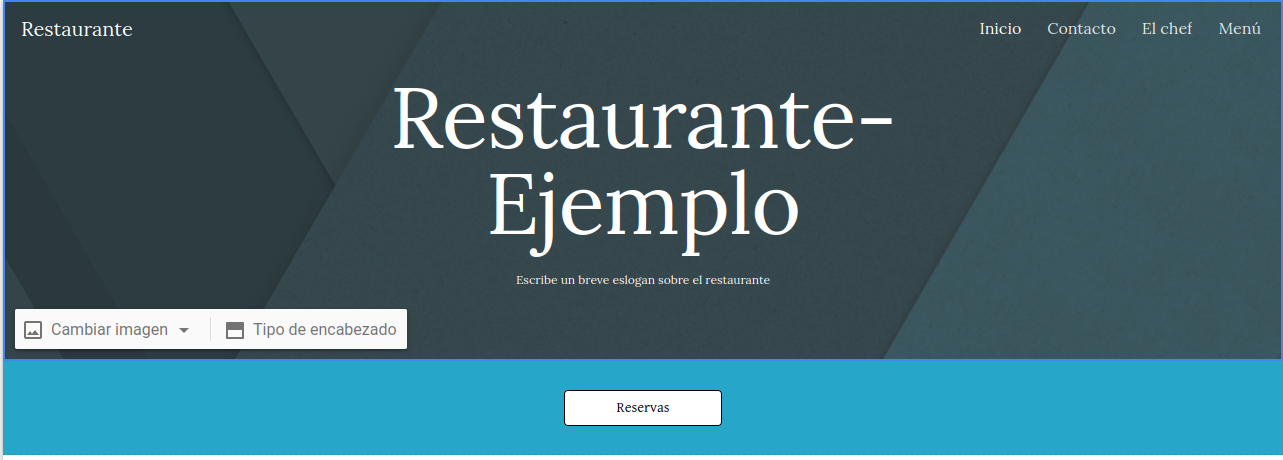 Restaurante
Inicio Contacto El chef Menú
Restaurante-
Ejemplo
Escribe un breve eslogan sobre el restaurante
Cambiar imagen Tipo de encabezado
Reservas